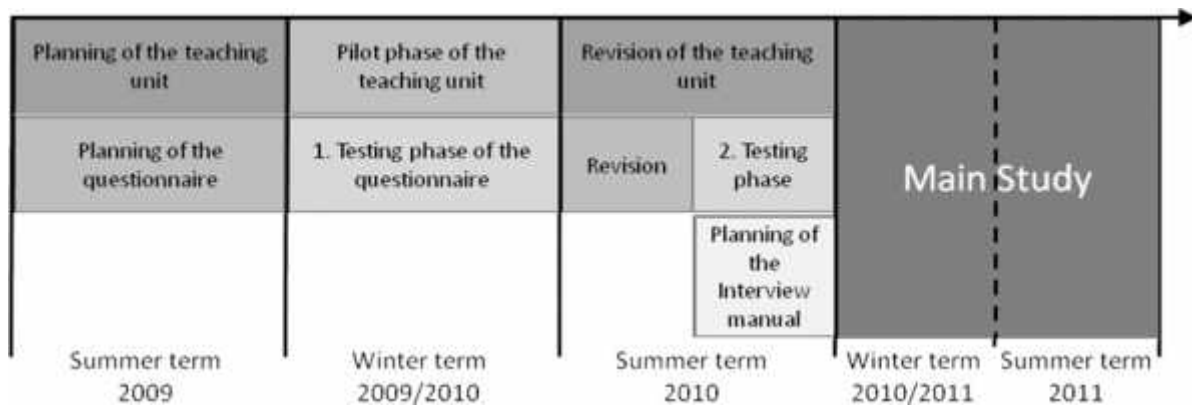 Planning of the teaching
unit
Pilot phase of the
teaching unit
Revision of the teaching
unit
Planning of the
questionnaire
1. Testing phase of the
questionnaire
Revision
2. Testing
phase
Main Study
Planning of
the
Interview
manual
Summer term
2009
Winter term
2009/2010
Summer term
2010
Winter term
2010/2011
Summer term
2011